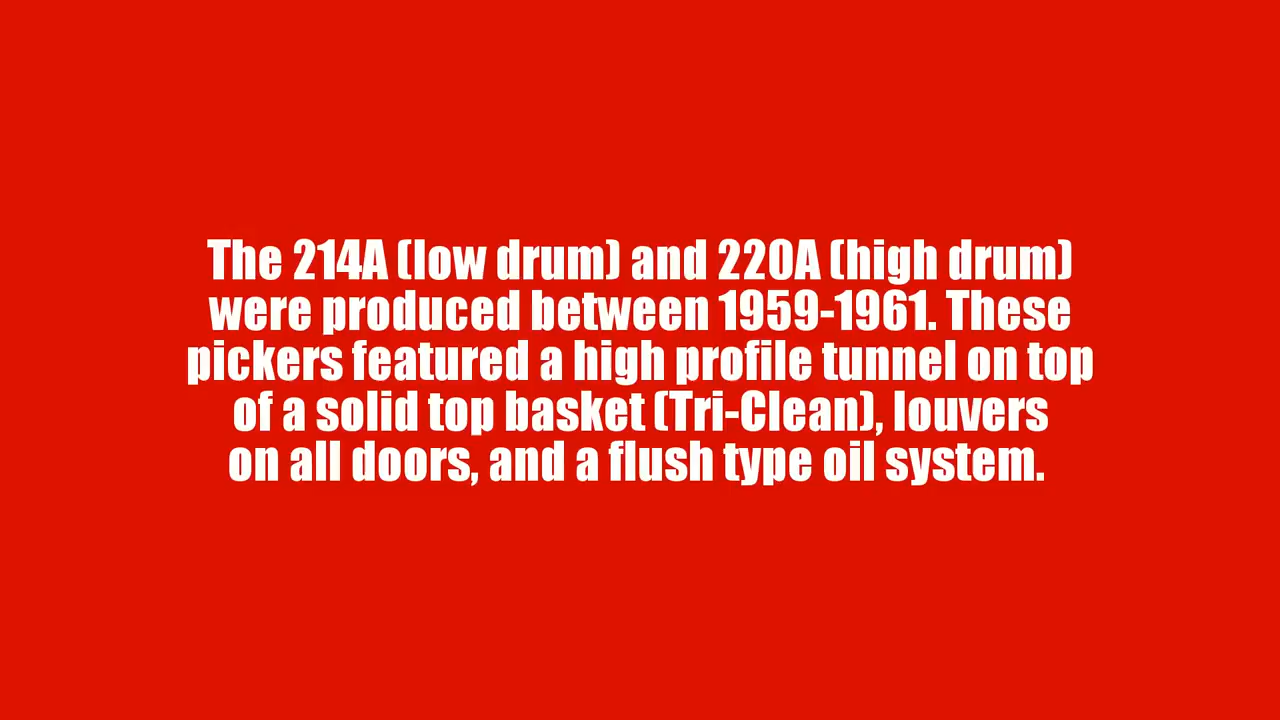 The 214A (low drum) and 220A (high drum)
were produced between 1959-1961. These
pickers featured a high profile tunnel on top
of a solid top basket (Tri-Clean), louvers
on all doors, and a flush type oil system.